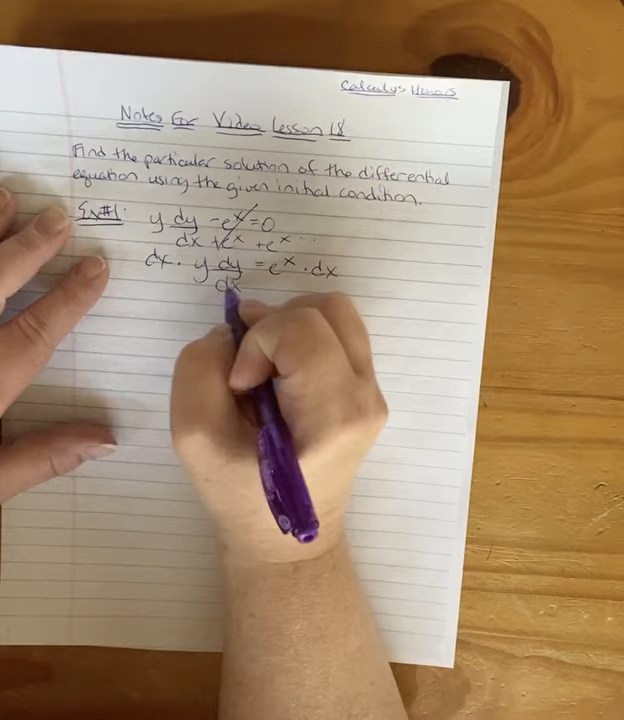 Calculus Honors
Notes For Video Lesson 18
Find the particular solution of the differential
equation using the given initial condition.
Ex#1: y dy/dx - e^x = 0
+e^x +e^x
dx · y dy/dx = e^x · dx